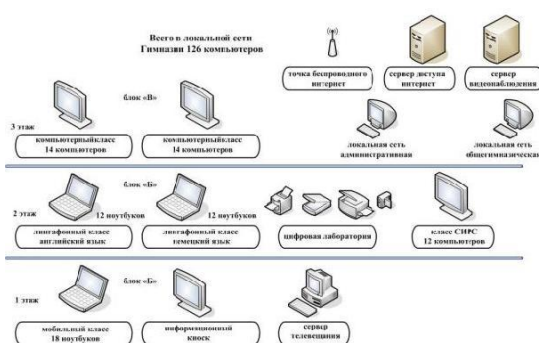 Всего в локальной сети
Гимназии 126 компьютеров
точка беспроводного
интернет
сервер доступа
интернет
сервер
видеонаблюдения
блок «В»
3 этаж
компьютерный класс
14 компьютеров
компьютерный класс
14 компьютеров
локальная сеть
административная
локальная сеть
общегимназическая
блок «Б»
2 этаж
12 ноутбуков
12 ноутбуков
лингафонный класс
английский язык
лингафонный класс
немецкий язык
цифровая лаборатория
класс СИРС
12 компьютеров
блок «Б»
1 этаж
мобильный класс
18 ноутбуков
информационный
киоск
сервер
телевещания